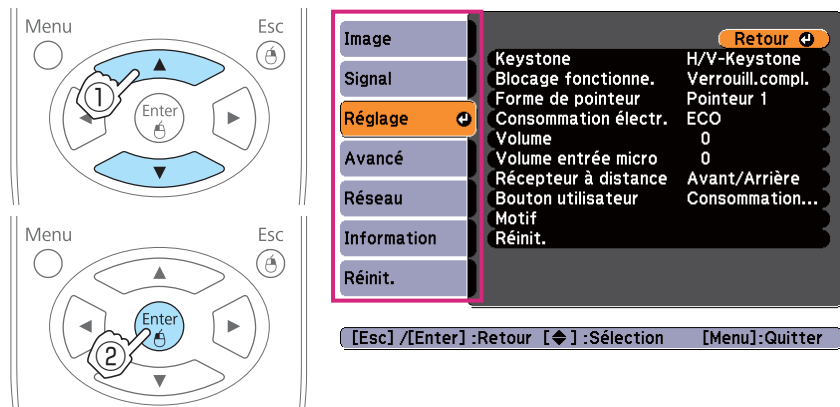 Menu Esc
Enter
1
Menu Esc
Enter
2
Image
Signal
Réglage
Avancé
Réseau
Information
Réinit.
Retour
Keystone H/V-Keystone
Blocage fonctionne. Verrouill.compl.
Forme de pointeur Pointeur 1
Consommation électr. ECO
Volume 0
Volume entrée micro 0
Récepteur à distance Avant/Arrière
Bouton utilisateur Consommation...
Motif
Réinit.
[Esc] /[Enter] :Retour [◆] :Sélection [Menu]:Quitter